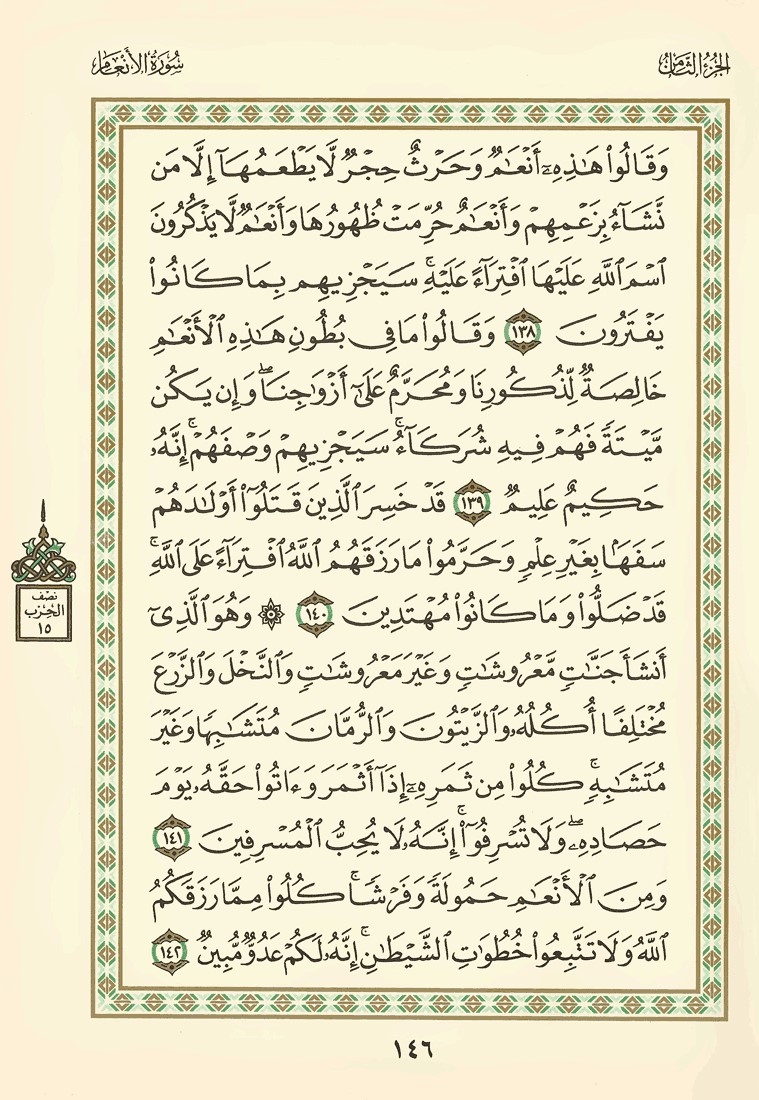 الجزء الثامن
سورة الأنعام
وَقَالُوا۟ هَـٰذِهِۦٓ أَنْعَـٰمٌ وَحَرْثٌ حِجْرٌ لَّا يَطْعَمُهَآ إِلَّا مَن
نَّشَآءُ بِزَعْمِهِمْ وَأَنْعَـٰمٌ حُرِّمَتْ ظُهُورُهَا وَأَنْعَـٰمٌ لَّا يَذْكُرُونَ
ٱسْمَ ٱللَّهِ عَلَيْهَا ٱفْتِرَآءً عَلَيْهِ ۚ سَيَجْزِيهِم بِمَا كَانُوا۟
يَفْتَرُونَ ١٣٨ وَقَالُوا۟ مَا فِى بُطُونِ هَـٰذِهِ ٱلْأَنْعَـٰمِ
خَالِصَةٌ لِّذُكُورِنَا وَمُحَرَّمٌ عَلَىٰٓ أَزْوَٰجِنَا ۖ وَإِن يَكُن
مَّيْتَةً فَهُمْ فِيهِ شُرَكَآءُ ۚ سَيَجْزِيهِمْ وَصْفَهُمْ ۚ إِنَّهُۥ
حَكِيمٌ عَلِيمٌ ١٣٩ قَدْ خَسِرَ ٱلَّذِينَ قَتَلُوٓا۟ أَوْلَـٰدَهُمْ
سَفَهًۢا بِغَيْرِ عِلْمٍ وَحَرَّمُوا۟ مَا رَزَقَهُمُ ٱللَّهُ ٱفْتِرَآءً عَلَى ٱللَّهِ ۚ
قَدْ ضَلُّوا۟ وَمَا كَانُوا۟ مُهْتَدِينَ ١٤٠ ۞ وَهُوَ ٱلَّذِىٓ
أَنشَأَ جَنَّـٰتٍ مَّعْرُوشَـٰتٍ وَغَيْرَ مَعْرُوشَـٰتٍ وَٱلنَّخْلَ وَٱلزَّرْعَ
مُخْتَلِفًا أُكُلُهُۥ وَٱلزَّيْتُونَ وَٱلرُّمَّانَ مُتَشَـٰبِهًا وَغَيْرَ
مُتَشَـٰبِهٍ ۚ كُلُوا۟ مِن ثَمَرِهِۦٓ إِذَآ أَثْمَرَ وَءَاتُوا۟ حَقَّهُۥ يَوْمَ
حَصَادِهِۦ ۖ وَلَا تُسْرِفُوٓا۟ ۚ إِنَّهُۥ لَا يُحِبُّ ٱلْمُسْرِفِينَ ١٤١
وَمِنَ ٱلْأَنْعَـٰمِ حَمُولَةً وَفَرْشًا ۚ كُلُوا۟ مِمَّا رَزَقَكُمُ
ٱللَّهُ وَلَا تَتَّبِعُوا۟ خُطُوَٰتِ ٱلشَّيْطَـٰنِ ۚ إِنَّهُۥ لَكُمْ عَدُوٌّ مُّبِينٌ ١٤٢
نصف
الحزب
١٥
١٤٦